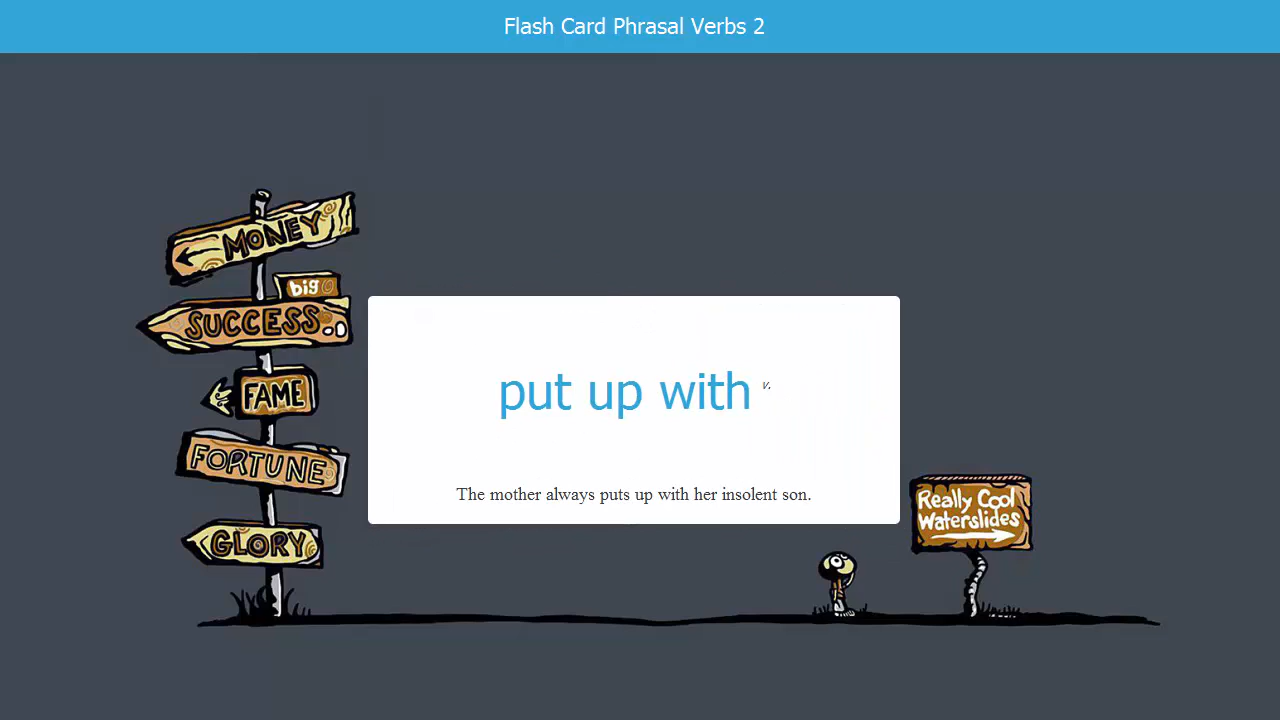 Flash Card Phrasal Verbs 2
MONEY
big
SUCCESS
FAME
FORTUNE
GLORY
put up with v.
The mother always puts up with her insolent son.
Really Cool
Waterslides